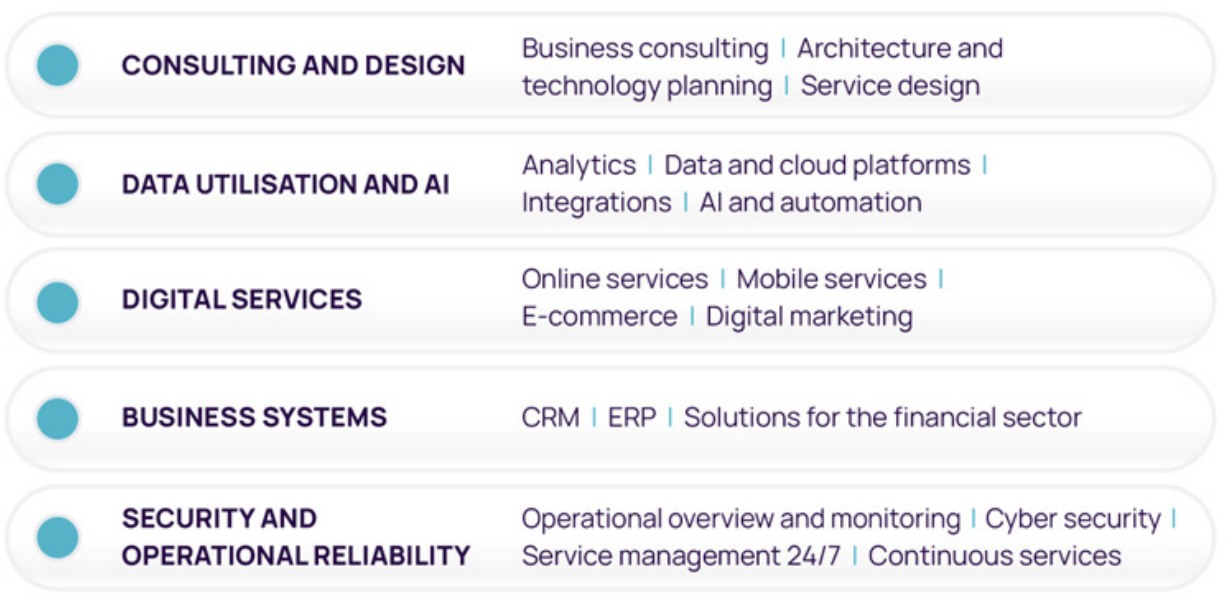 CONSULTING AND DESIGN
Business consulting | Architecture and
technology planning | Service design
DATA UTILISATION AND AI
Analytics | Data and cloud platforms |
Integrations | AI and automation
DIGITAL SERVICES
Online services | Mobile services |
E-commerce | Digital marketing
BUSINESS SYSTEMS
CRM | ERP | Solutions for the financial sector
SECURITY AND
OPERATIONAL RELIABILITY
Operational overview and monitoring | Cyber security |
Service management 24/7 | Continuous services